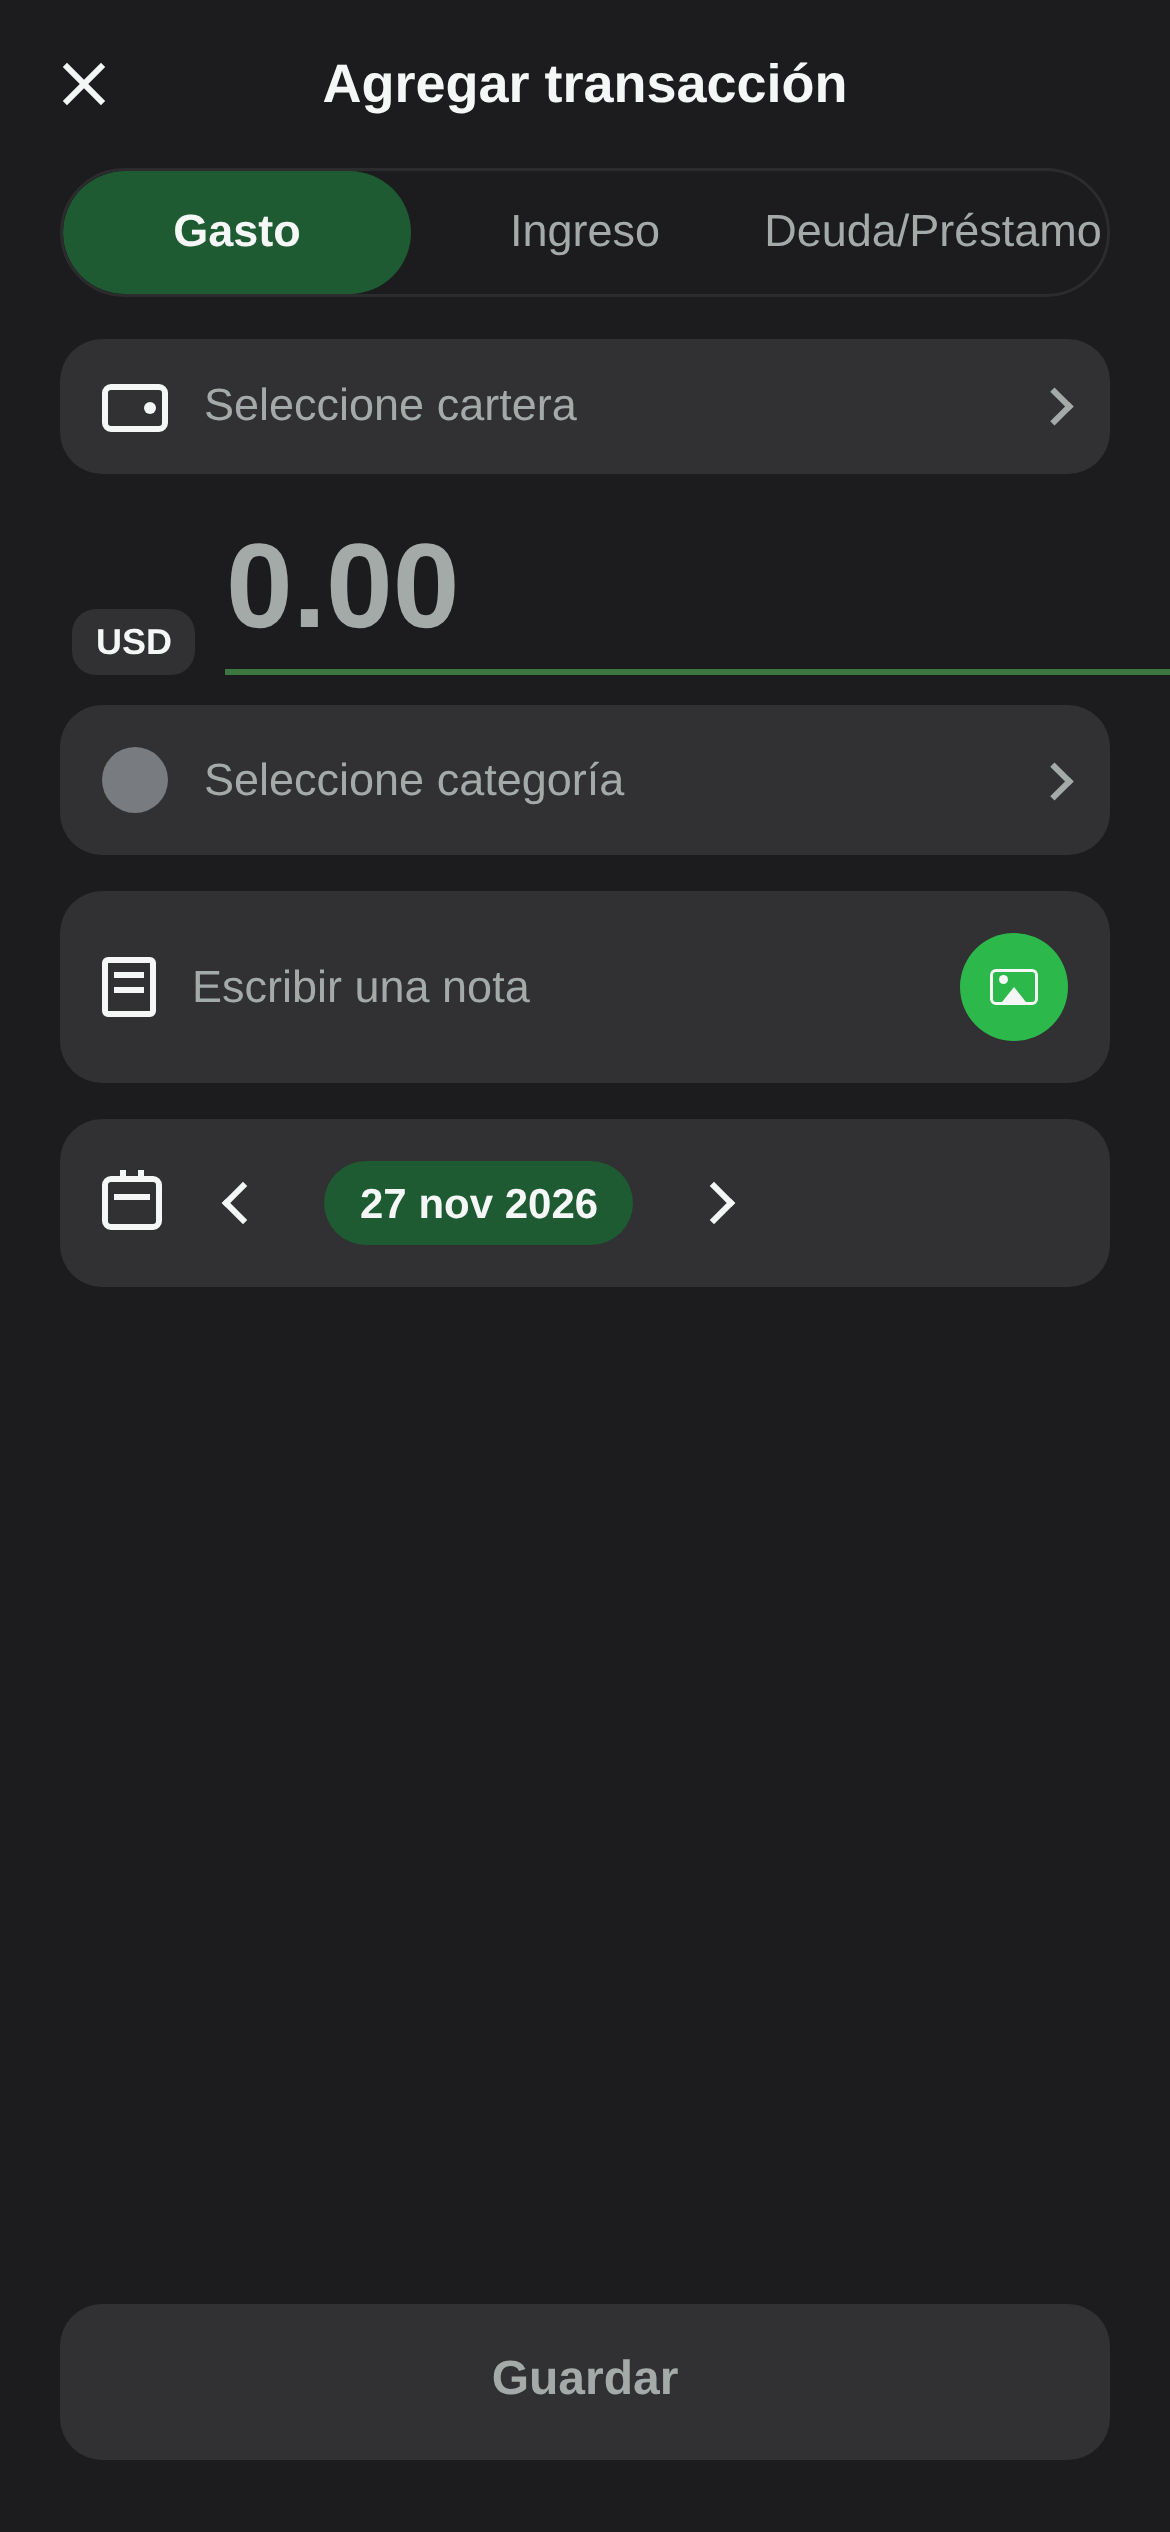 Agregar transacción
Gasto Ingreso Deuda/Préstamo
Seleccione cartera
0.00
USD
Seleccione categoría
Escribir una nota
27 nov 2026
Guardar